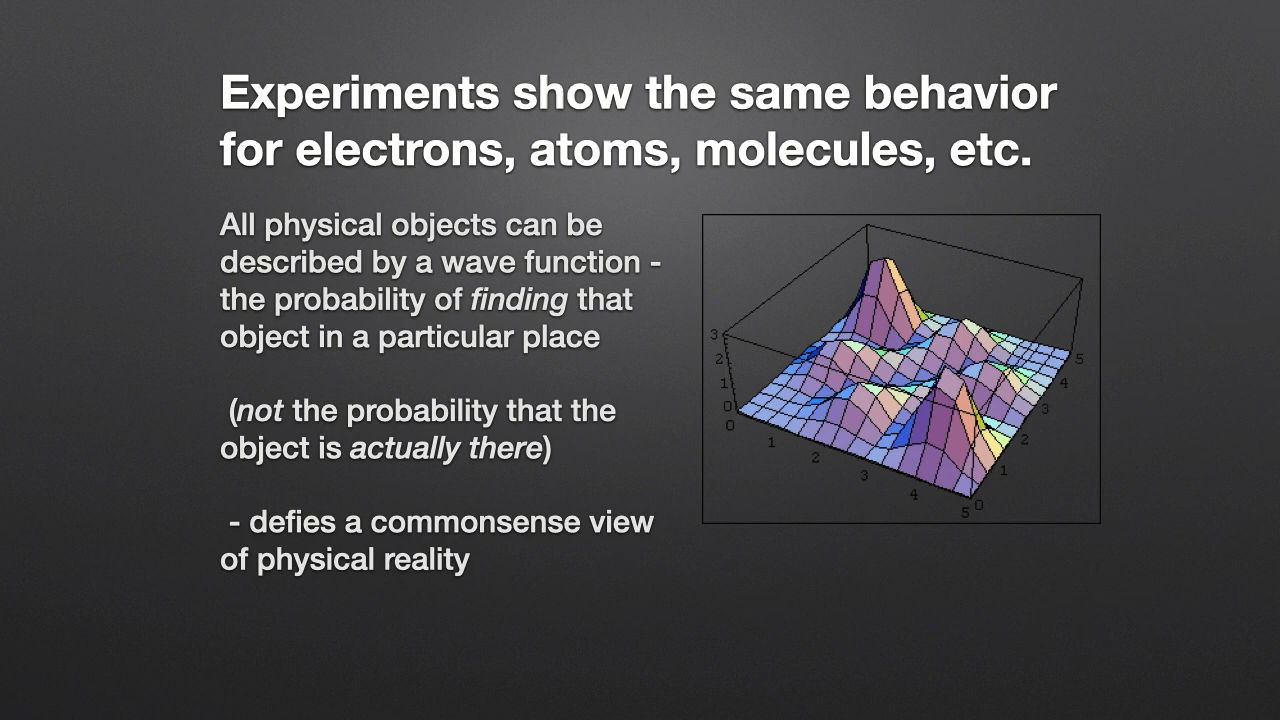 Experiments show the same behavior
for electrons, atoms, molecules, etc.
All physical objects can be
described by a wave function -
the probability of finding that
object in a particular place
(not the probability that the
object is actually there)
- defies a commonsense view
of physical reality
3
2
1
0
0
1
2
3
4
5
0
1
2
3
4
5